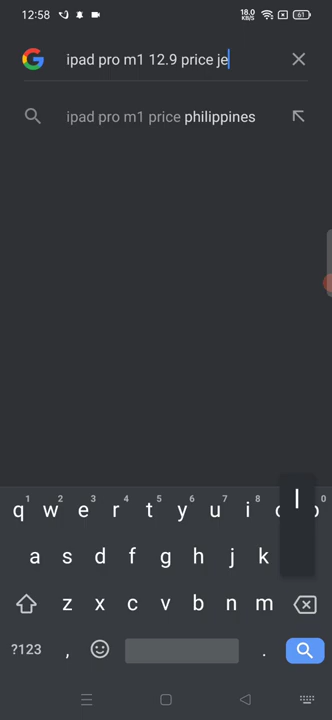 12:58 18.0 KB/S 61
ipad pro m1 12.9 price je
ipad pro m1 price philippines
1 2 3 4 5 6 7 8 0
q w e r t y u i
l
a s d f g h j k
z x c v b n m
?123 , .